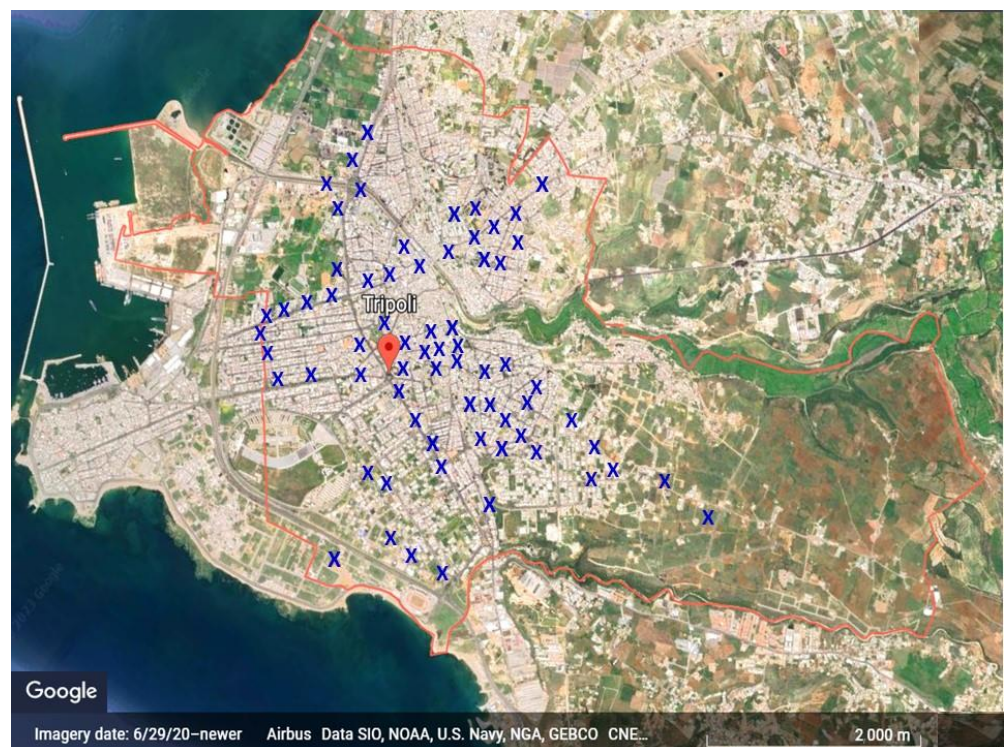 Tripoli
Google
Imagery date: 6/29/20–newer Airbus Data SIO, NOAA, U.S. Navy, NGA, GEBCO CNE... 2 000 m